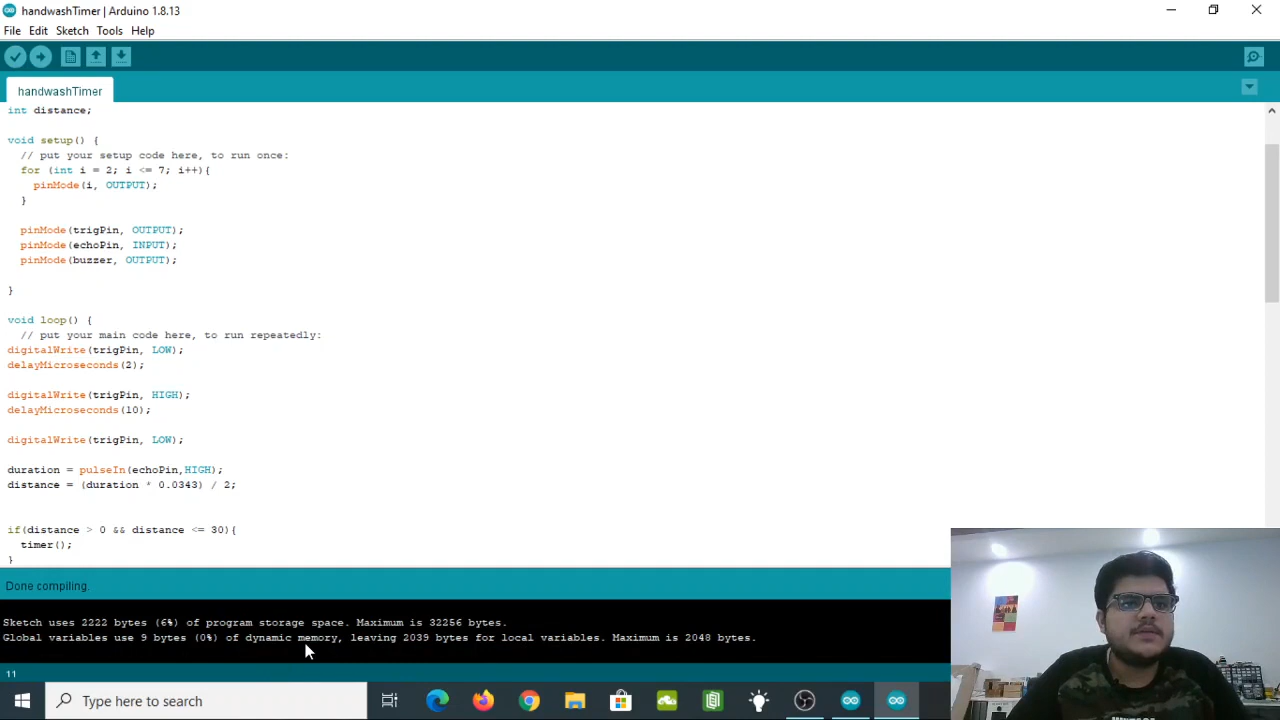 handwashTimer | Arduino 1.8.13
File Edit Sketch Tools Help
handwashTimer
int distance;
void setup() {
// put your setup code here, to run once:
for (int i = 2; i <= 7; i++){
pinMode(i, OUTPUT);
}
pinMode(trigPin, OUTPUT);
pinMode(echoPin, INPUT);
pinMode(buzzer, OUTPUT);
}
void loop() {
// put your main code here, to run repeatedly:
digitalWrite(trigPin, LOW);
delayMicroseconds(2);
digitalWrite(trigPin, HIGH);
delayMicroseconds(10);
digitalWrite(trigPin, LOW);
duration = pulseIn(echoPin,HIGH);
distance = (duration * 0.0343) / 2;
if(distance > 0 && distance <= 30){
timer();
}
Done compiling.
Sketch uses 2222 bytes (6%) of program storage space. Maximum is 32256 bytes.
Global variables use 9 bytes (0%) of dynamic memory, leaving 2039 bytes for local variables. Maximum is 2048 bytes.
11
Type here to search